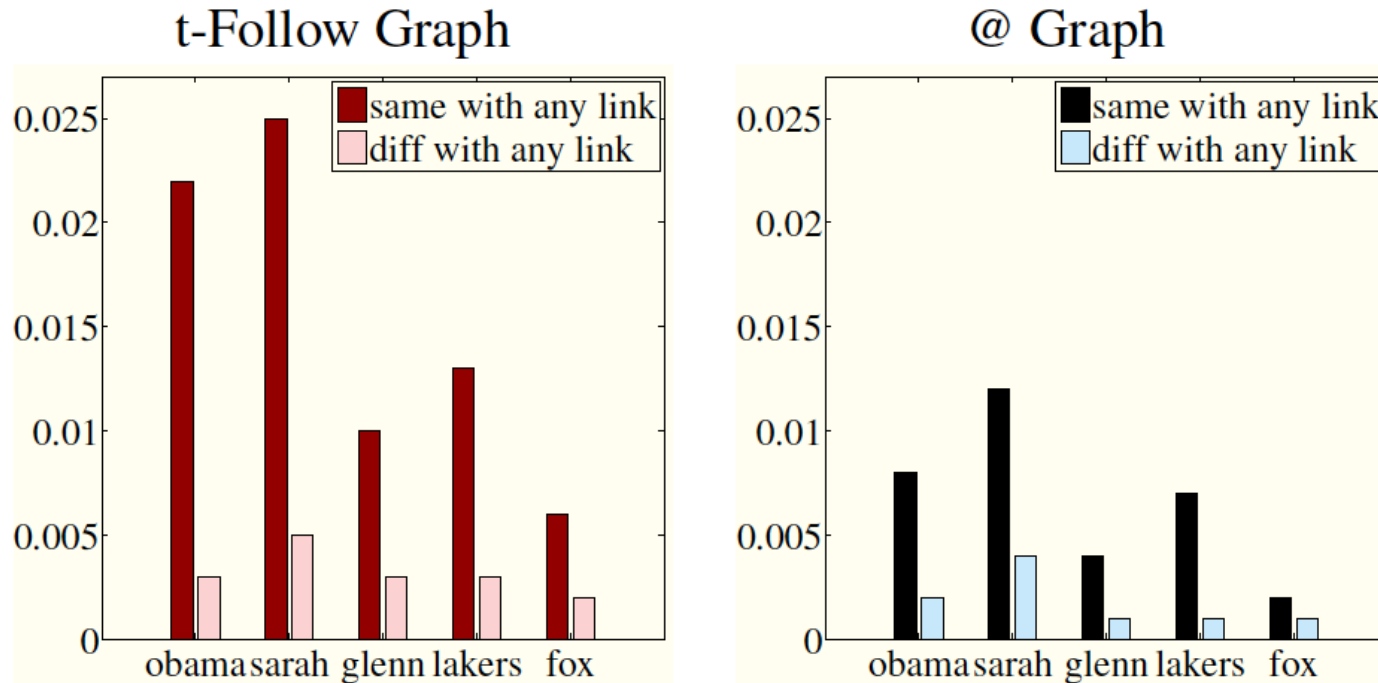 t-Follow Graph
same with any link
diff with any link
0.025
0.02
0.015
0.01
0.005
0
obama sarah glenn lakers fox
@ Graph
same with any link
diff with any link
0.025
0.02
0.015
0.01
0.005
0
obama sarah glenn lakers fox